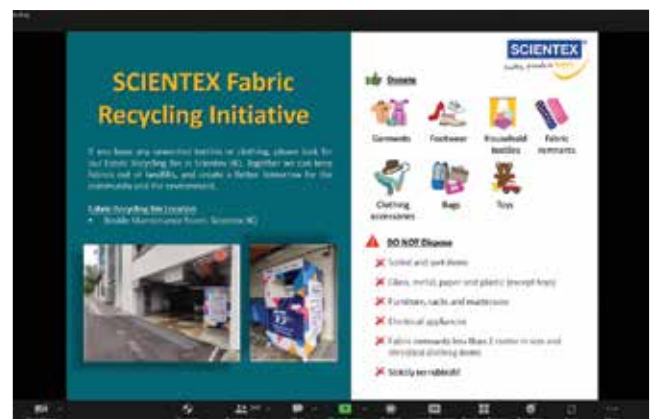 SCIENTEX Fabric
Recycling Initiative
If you have any unwanted textiles or clothing, please look for
our Fabric Recycling Bin at Scientex HQ. Together we can keep
fabrics out of landfills, and create a better tomorrow for the
community and the environment.
Fabric Recycling Bin Location
• Beside Maintenance Room, Scientex HQ
SCIENTEX
Donate
Garments
Footwear
Household
textiles
Fabric
remnants
Clothing
accessories
Bags
Toys
DO NOT Dispose
Soiled and wet items
Glass, metal, paper and plastic (except toys)
Furniture, racks and mattresses
Electrical appliances
Fabric remnants less than 1 meter in size and
shredded clothing items
Strictly no rubbish!